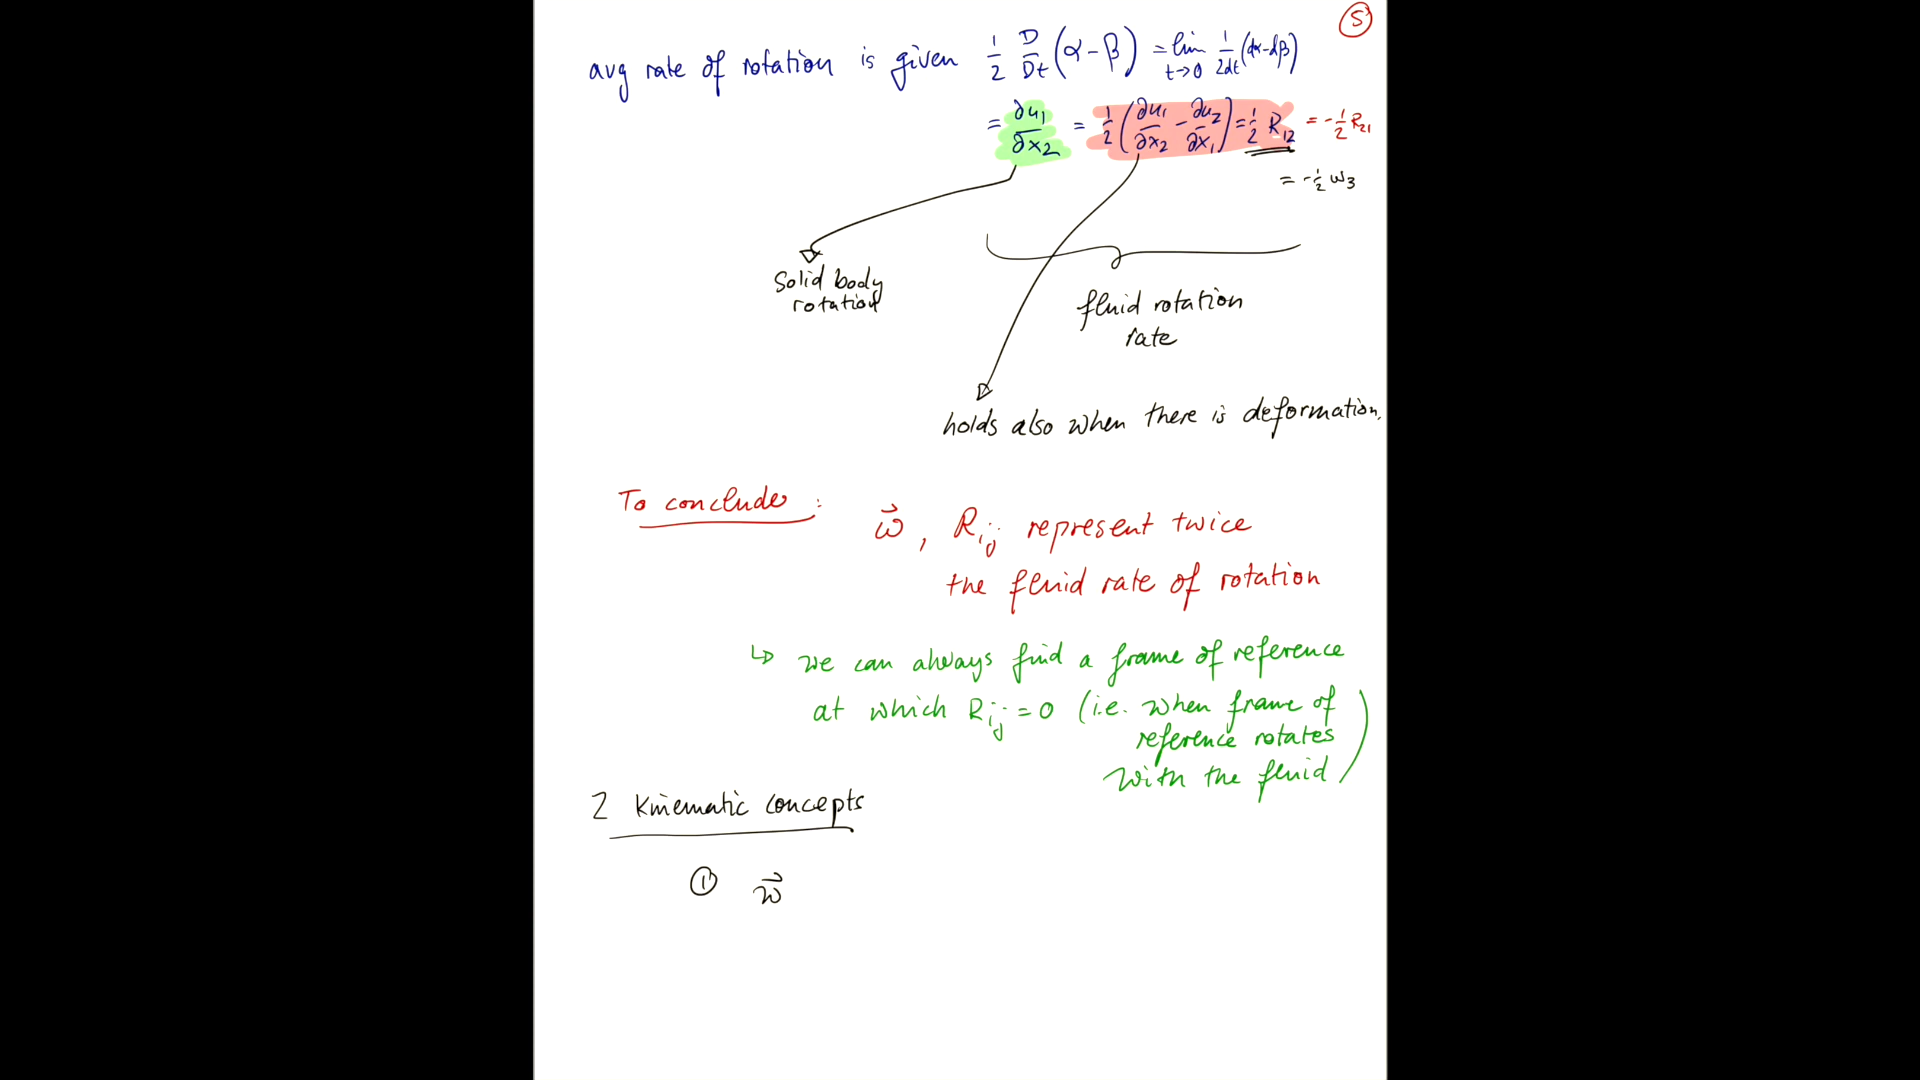 5
avg rate of rotation is given 1/2 D/Dt (α-β) = lim t→0 1/2dt (dα-dβ)
= ∂u1/∂x2 = 1/2 (∂u1/∂x2 - ∂u2/∂x1) = 1/2 R12 = -1/2 R21
= -1/2 ω3
Solid body
rotation
fluid rotation
rate
holds also when there is deformation.
To conclude :
ω⃗, Rij represent twice
the fluid rate of rotation
↳ we can always find a frame of reference
at which Rij = 0 (i.e. when frame of
reference rotates
with the fluid)
2 Kinematic concepts
① ω⃗